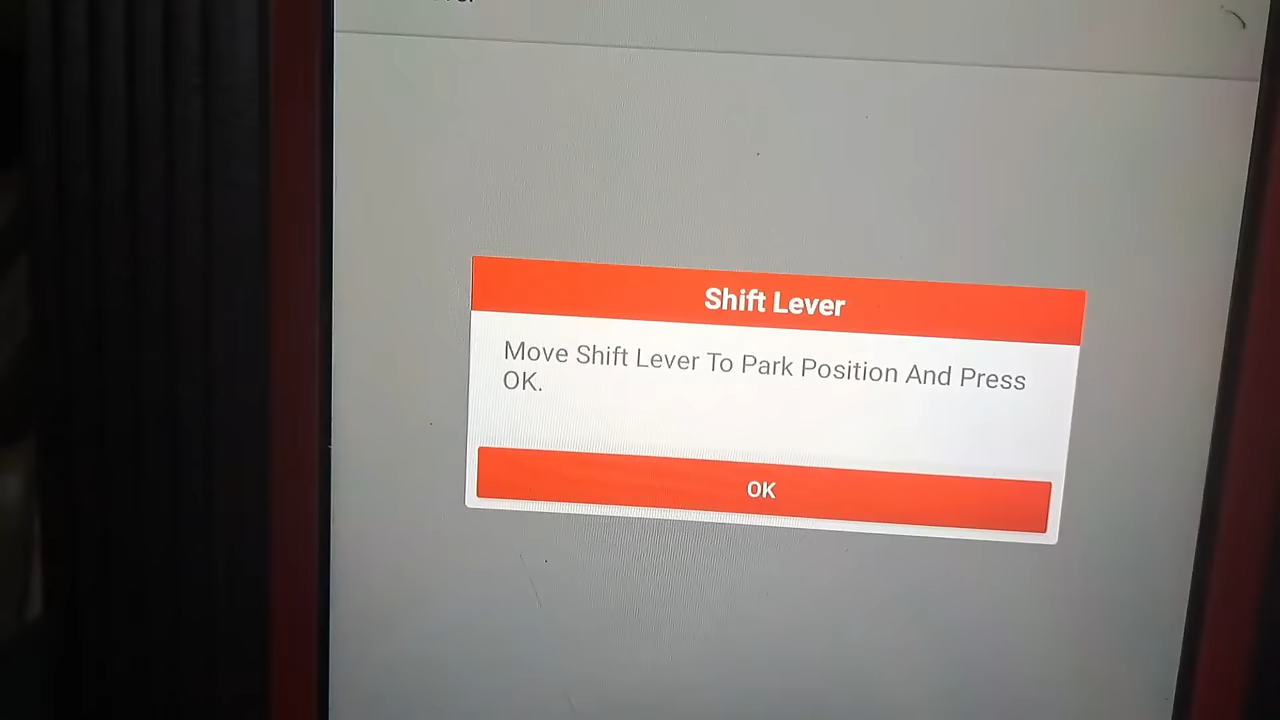 Shift Lever
Move Shift Lever To Park Position And Press
OK.
OK